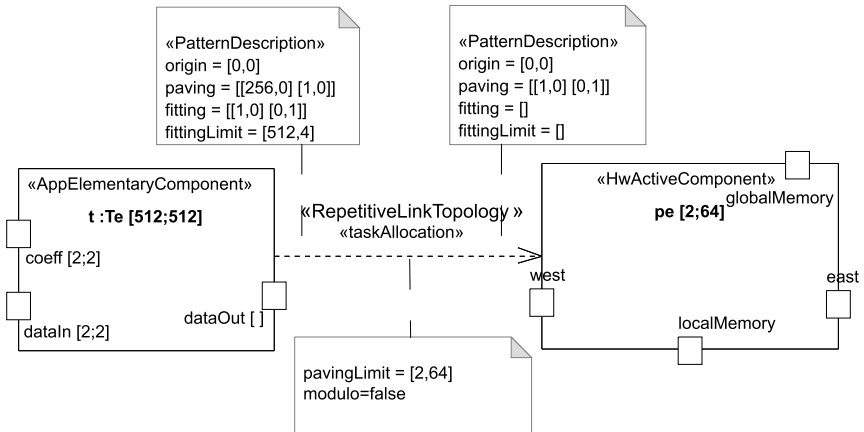 «PatternDescription»
origin = [0,0]
paving = [[256,0] [1,0]]
fitting = [[1,0] [0,1]]
fittingLimit = [512,4]
«PatternDescription»
origin = [0,0]
paving = [[1,0] [0,1]]
fitting = []
fittingLimit = []
«AppElementaryComponent»
t :Te [512;512]
coeff [2;2]
dataIn [2;2]
dataOut [ ]
«RepetitiveLinkTopology »
«taskAllocation»
«HwActiveComponent»
globalMemory
pe [2;64]
west
east
localMemory
pavingLimit = [2,64]
modulo=false